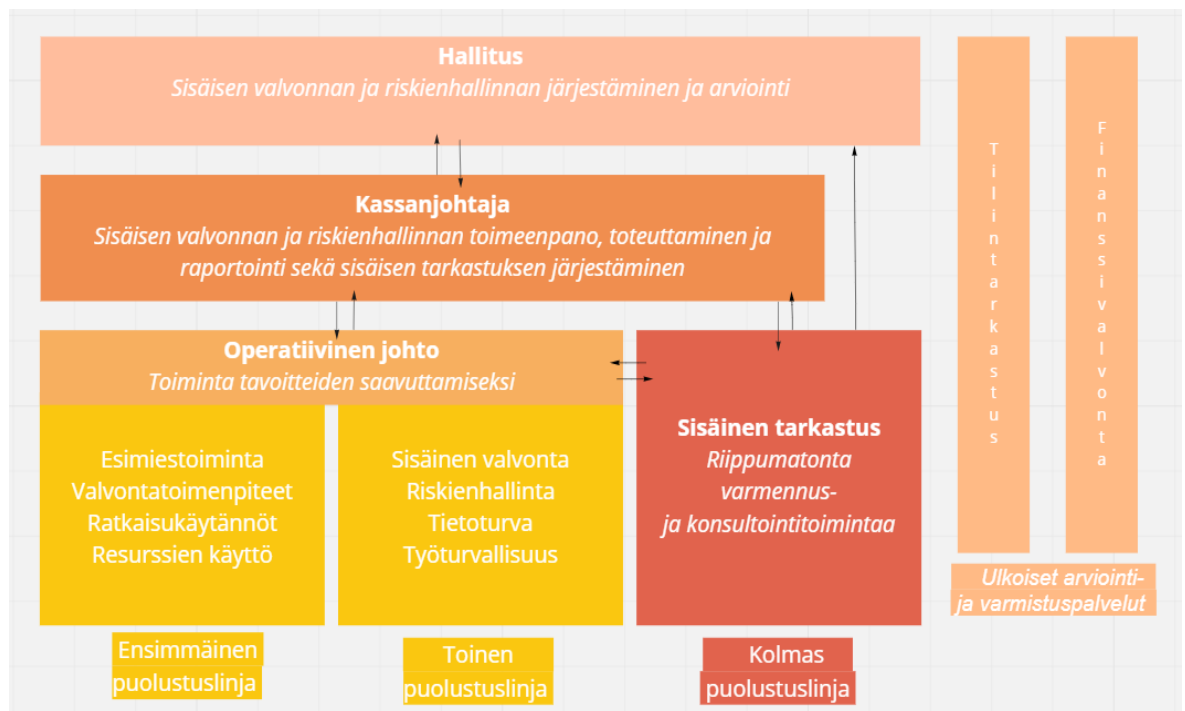 Hallitus
Sisäisen valvonnan ja riskienhallinnan järjestäminen ja arviointi
Kassanjohtaja
Sisäisen valvonnan ja riskienhallinnan toimeenpano, toteuttaminen ja
raportointi sekä sisäisen tarkastuksen järjestäminen
Operatiivinen johto
Toiminta tavoitteiden saavuttamiseksi
Esimiestoiminta
Valvontatoimenpiteet
Ratkaisukäytännöt
Resurssien käyttö
Sisäinen valvonta
Riskienhallinta
Tietoturva
Työturvallisuus
Sisäinen tarkastus
Riippumatonta
varmennus-
ja konsultointitoimintaa
Ensimmäinen
puolustuslinja
Toinen
puolustuslinja
Kolmas
puolustuslinja
Tilintarkastus
Finanssivalvonta
Ulkoiset arviointi-
ja varmistuspalvelut